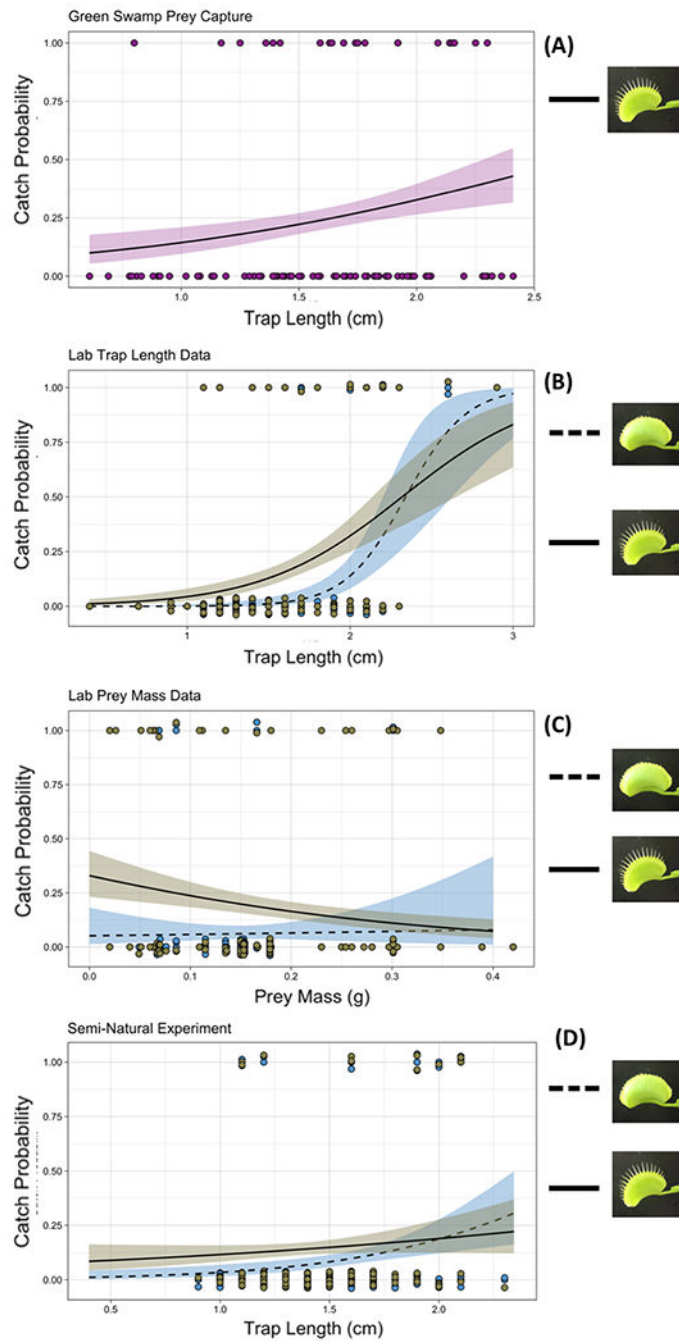 Green Swamp Prey Capture
(A)
1.00
0.75
0.50
0.25
0.00
Catch Probability
1.0
1.5
2.0
2.5
Trap Length (cm)
Lab Trap Length Data
(B)
1.00
0.75
0.50
0.25
0.00
Catch Probability
1
2
3
Trap Length (cm)
Lab Prey Mass Data
(C)
1.00
0.75
0.50
0.25
0.00
Catch Probability
0.0
0.1
0.2
0.3
0.4
Prey Mass (g)
Semi-Natural Experiment
(D)
1.00
0.75
0.50
0.25
0.00
Catch Probability
0.5
1.0
1.5
2.0
Trap Length (cm)